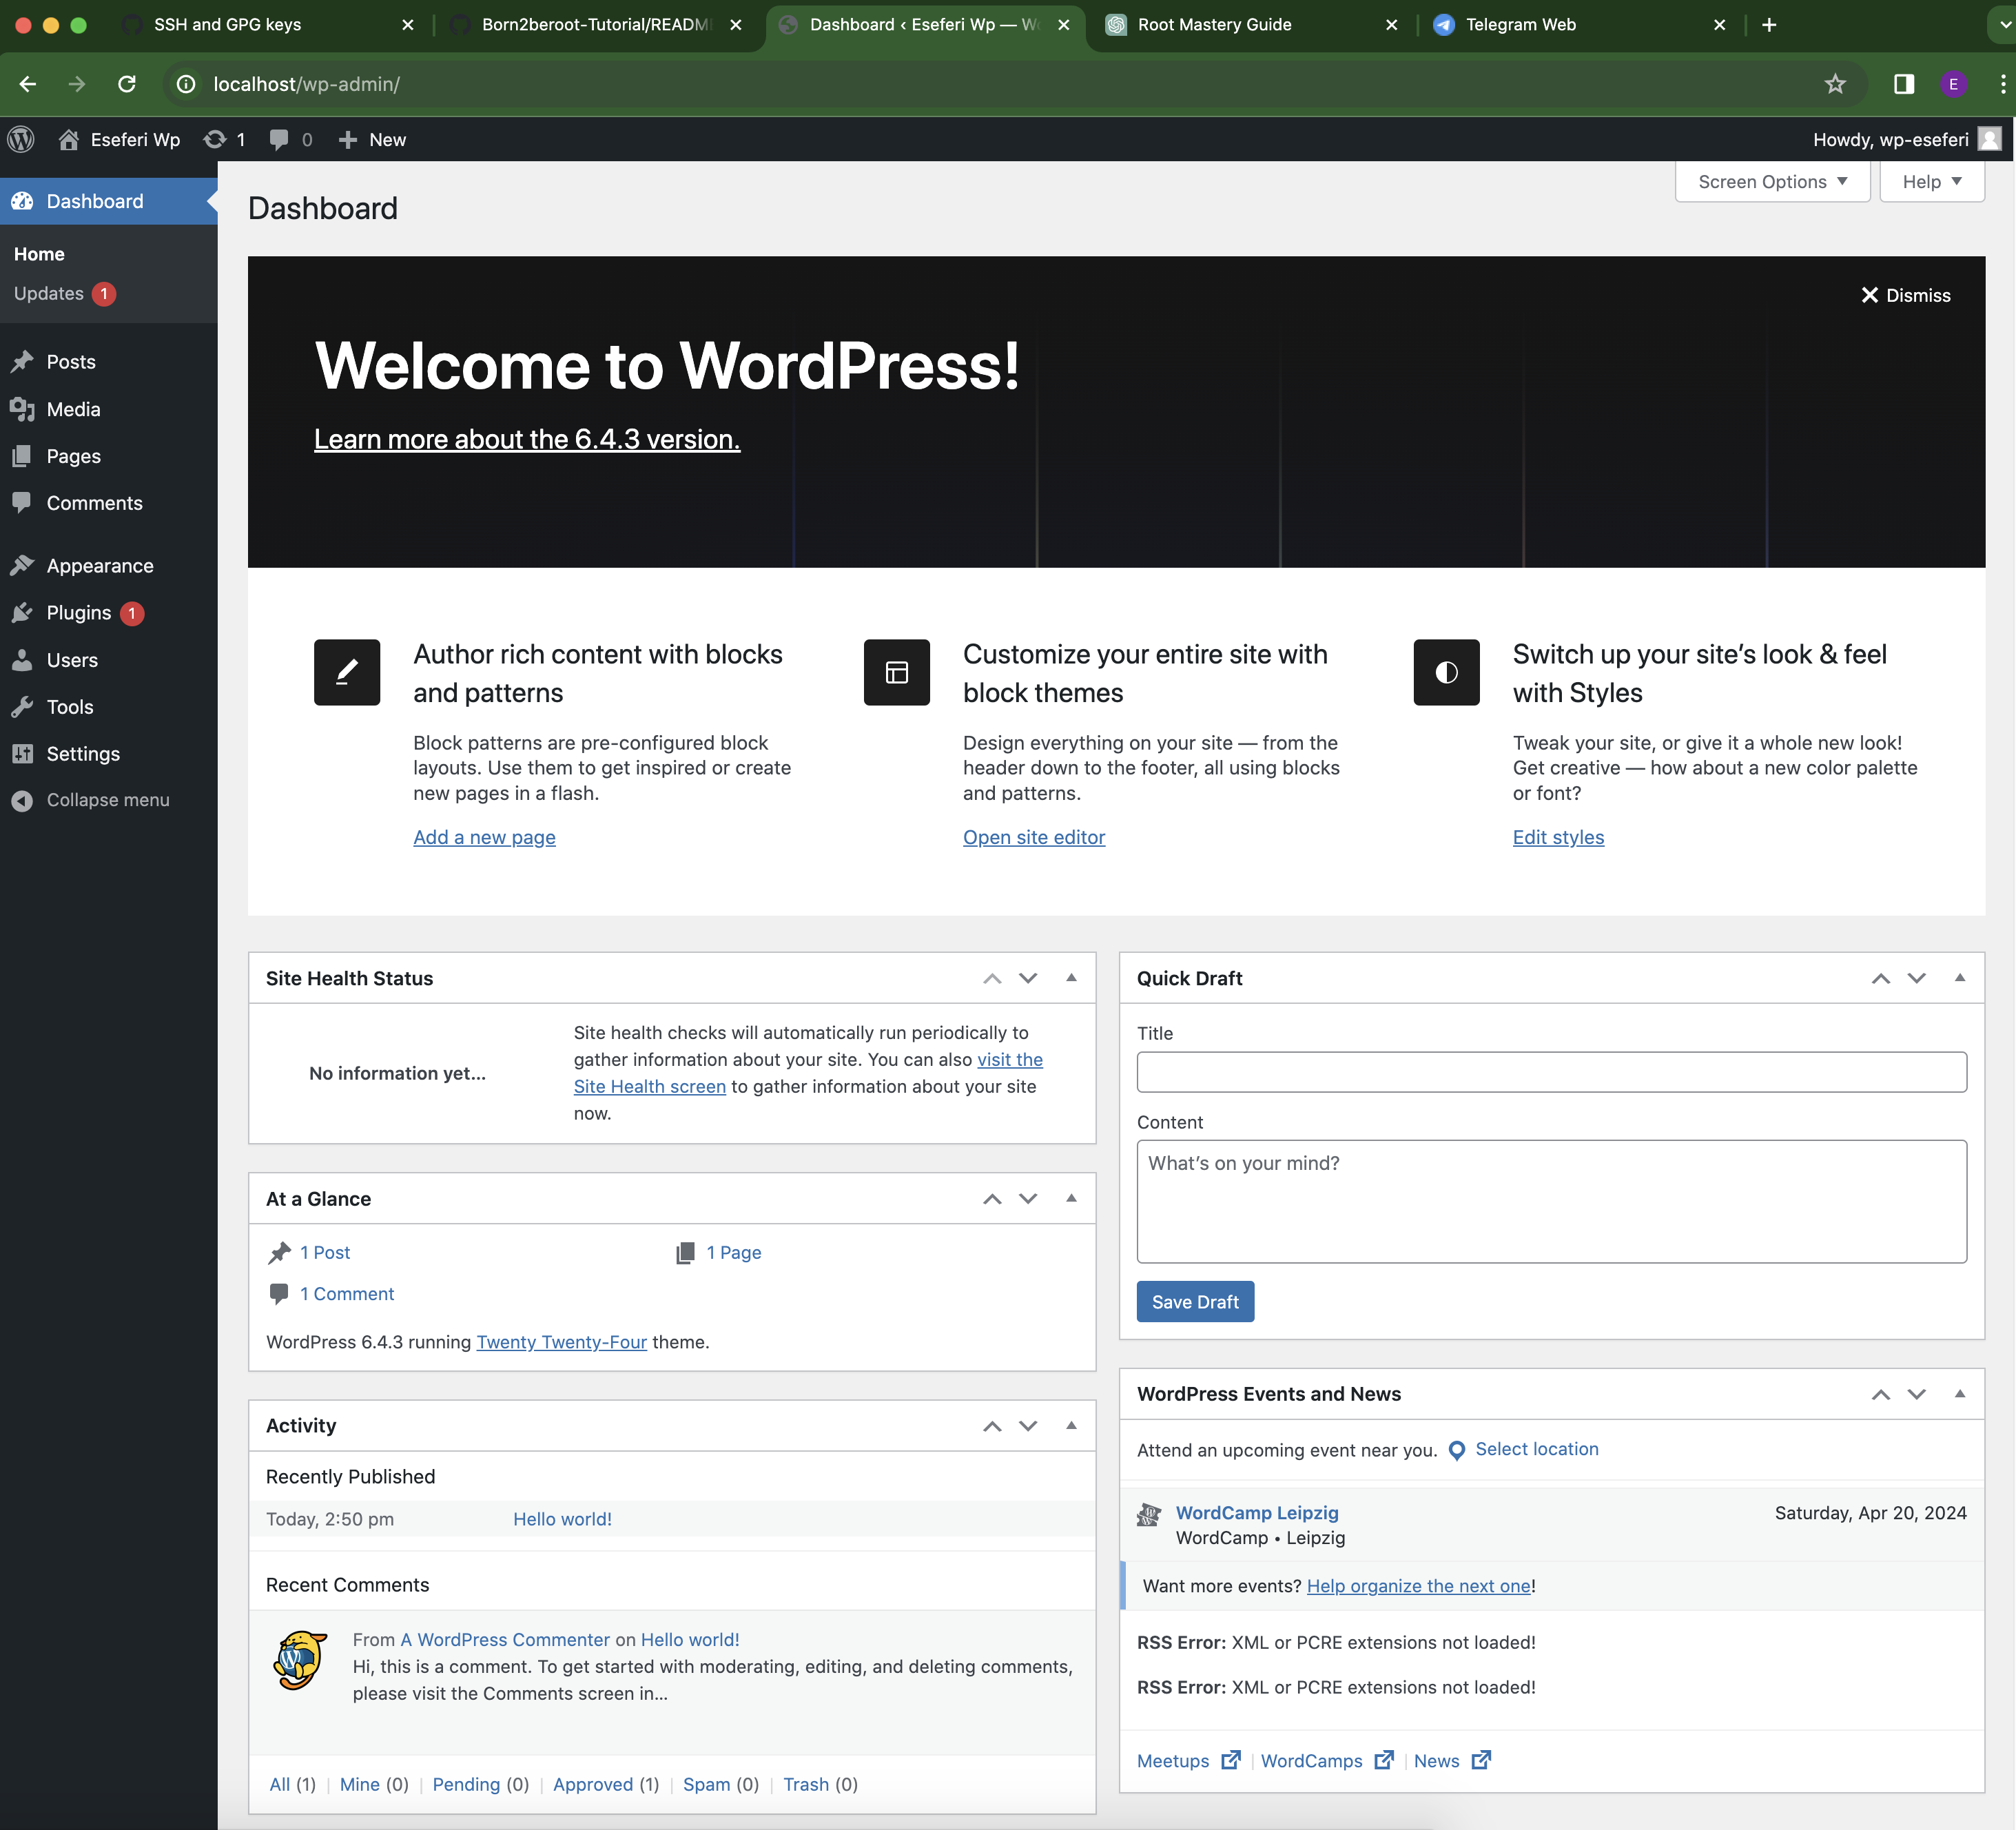 SSH and GPG keys
Born2beroot-Tutorial/READM
Dashboard ‹ Eseferi Wp — W
Root Mastery Guide
Telegram Web
localhost/wp-admin/
E
Eseferi Wp
1
0
New
Howdy, wp-eseferi
Dashboard
Home
Updates 1
Posts
Media
Pages
Comments
Appearance
Plugins 1
Users
Tools
Settings
Collapse menu
Screen Options
Help
Dashboard
Dismiss
Welcome to WordPress!
Learn more about the 6.4.3 version.
Author rich content with blocks
and patterns
Block patterns are pre-configured block
layouts. Use them to get inspired or create
new pages in a flash.
Add a new page
Customize your entire site with
block themes
Design everything on your site — from the
header down to the footer, all using blocks
and patterns.
Open site editor
Switch up your site’s look & feel
with Styles
Tweak your site, or give it a whole new look!
Get creative — how about a new color palette
or font?
Edit styles
Site Health Status
No information yet...
Site health checks will automatically run periodically to
gather information about your site. You can also visit the
Site Health screen to gather information about your site
now.
At a Glance
1 Post
1 Page
1 Comment
WordPress 6.4.3 running Twenty Twenty-Four theme.
Activity
Recently Published
Today, 2:50 pm
Hello world!
Recent Comments
From A WordPress Commenter on Hello world!
Hi, this is a comment. To get started with moderating, editing, and deleting comments,
please visit the Comments screen in...
All (1) | Mine (0) | Pending (0) | Approved (1) | Spam (0) | Trash (0)
Quick Draft
Title
Content
What’s on your mind?
Save Draft
WordPress Events and News
Attend an upcoming event near you. Select location
WordCamp Leipzig
Saturday, Apr 20, 2024
WordCamp • Leipzig
Want more events? Help organize the next one!
RSS Error: XML or PCRE extensions not loaded!
RSS Error: XML or PCRE extensions not loaded!
Meetups | WordCamps | News